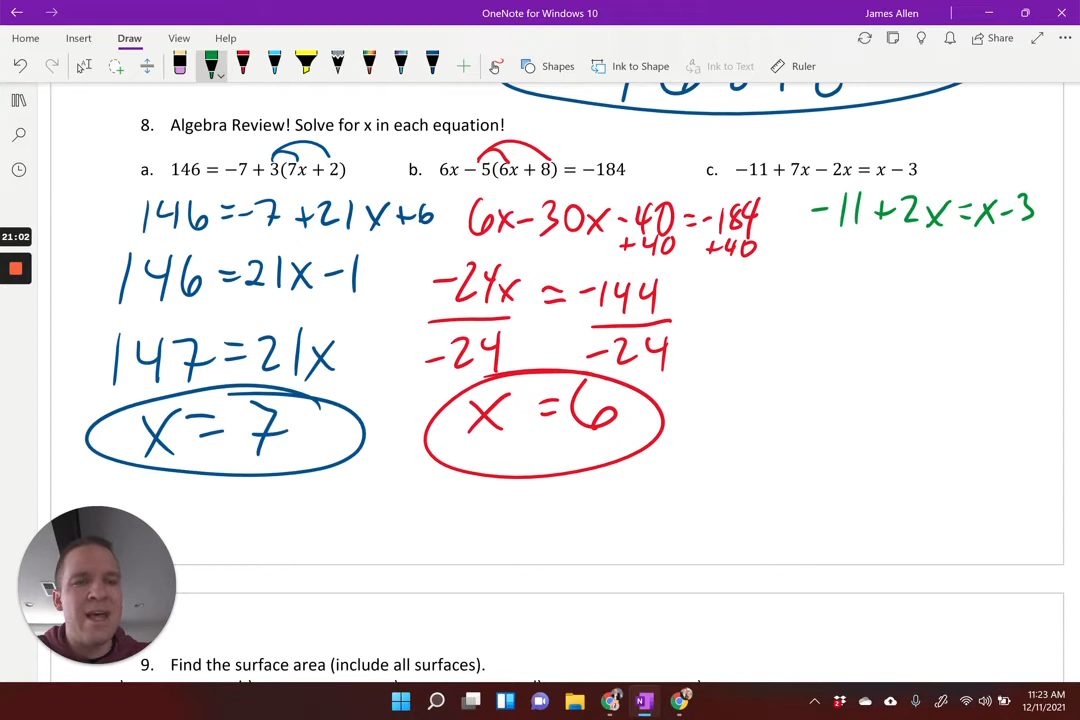 OneNote for Windows 10
James Allen
Home Insert Draw View Help
Share
Shapes Ink to Shape Ink to Text Ruler
8. Algebra Review! Solve for x in each equation!
a. 146 = −7 + 3(7x + 2) b. 6x − 5(6x + 8) = −184 c. −11 + 7x − 2x = x − 3
146 = -7 + 21x + 6
146 = 21x - 1
147 = 21x
x = 7
6x - 30x - 40 = -184
+40 +40
-24x = -144
-24 -24
x = 6
-11 + 2x = x - 3
21:02
9. Find the surface area (include all surfaces).
11:23 AM
12/11/2021